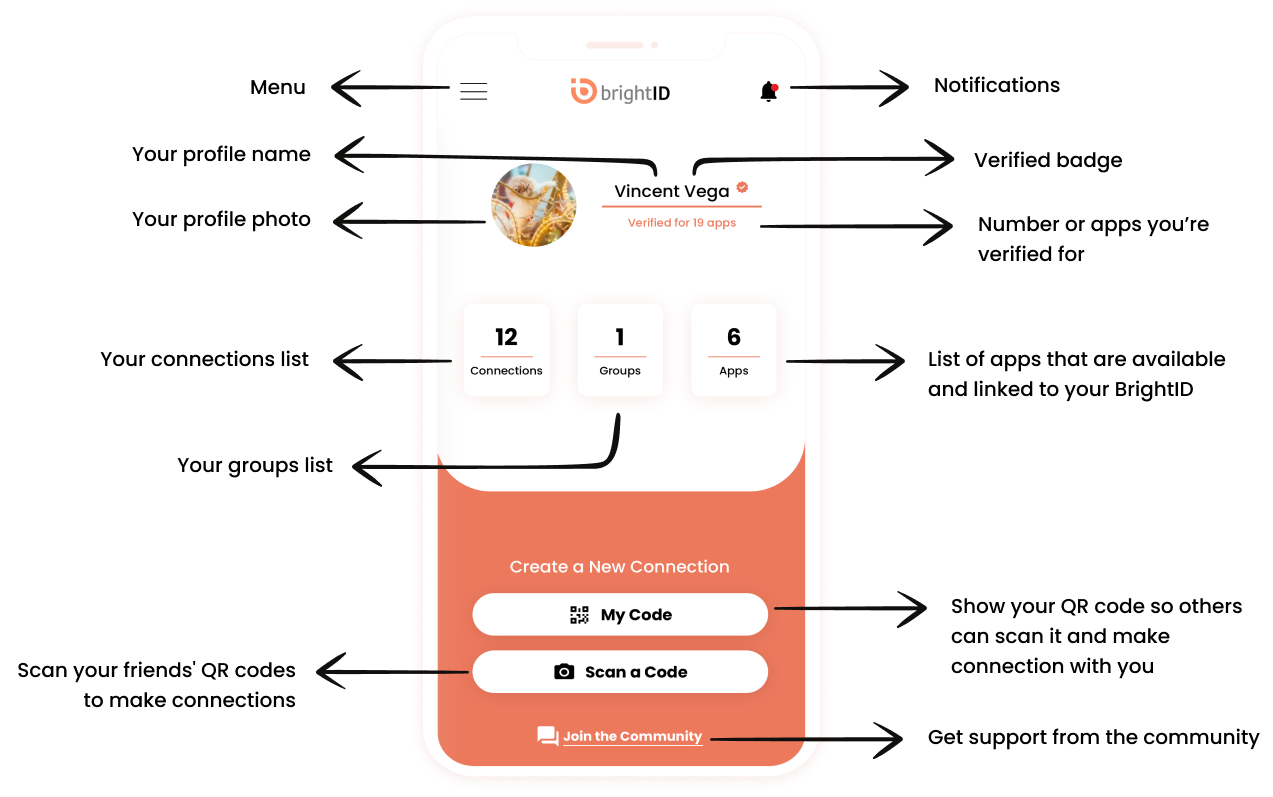 Menu
brightID
Notifications
Your profile name
Verified badge
Vincent Vega
Your profile photo
Verified for 19 apps
Number or apps you’re
verified for
12
1
6
Connections
Groups
Apps
Your connections list
List of apps that are available
and linked to your BrightID
Your groups list
Create a New Connection
My Code
Show your QR code so others
can scan it and make
connection with you
Scan a Code
Scan your friends' QR codes
to make connections
Join the Community
Get support from the community